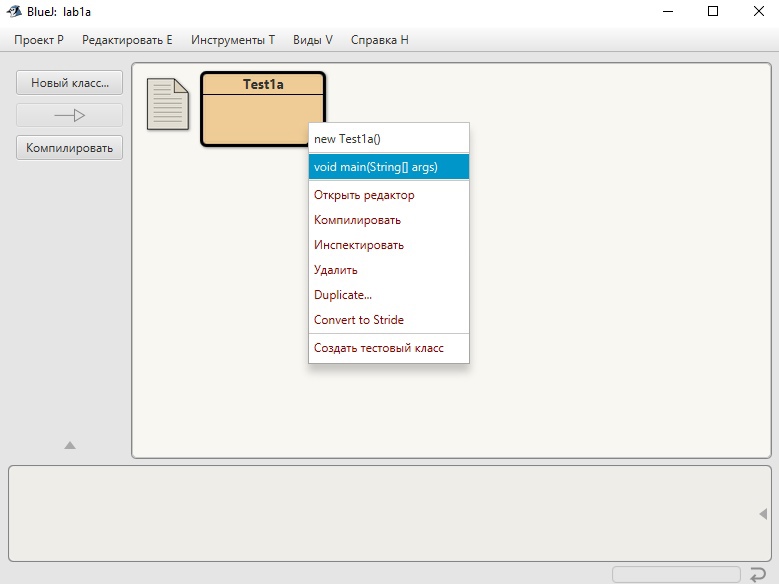 BlueJ: lab1a
Проект P Редактировать E Инструменты T Виды V Справка H
Новый класс...
Компилировать
Test1a
new Test1a()
void main(String[] args)
Открыть редактор
Компилировать
Инспектировать
Удалить
Duplicate...
Convert to Stride
Создать тестовый класс